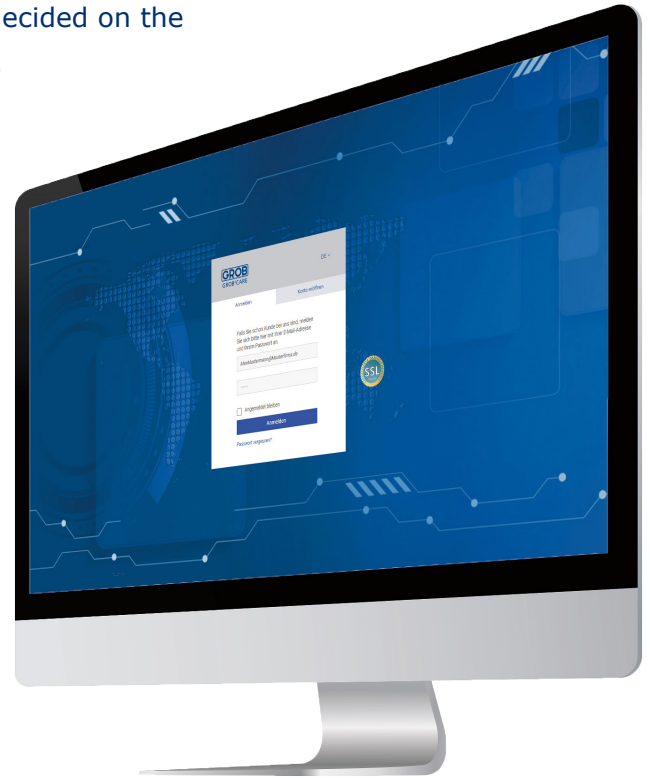 ecided on the
GROB
GROB⁴CARE
DE
Anmelden
Konto eröffnen
Falls Sie schon Kunde bei uns sind, melden
Sie sich bitte hier mit Ihrer E-Mail-Adresse
und Ihrem Passwort an.
Maxmustermann@Musterfirma.de
Angemeldet bleiben
Anmelden
Passwort vergessen?
SSL